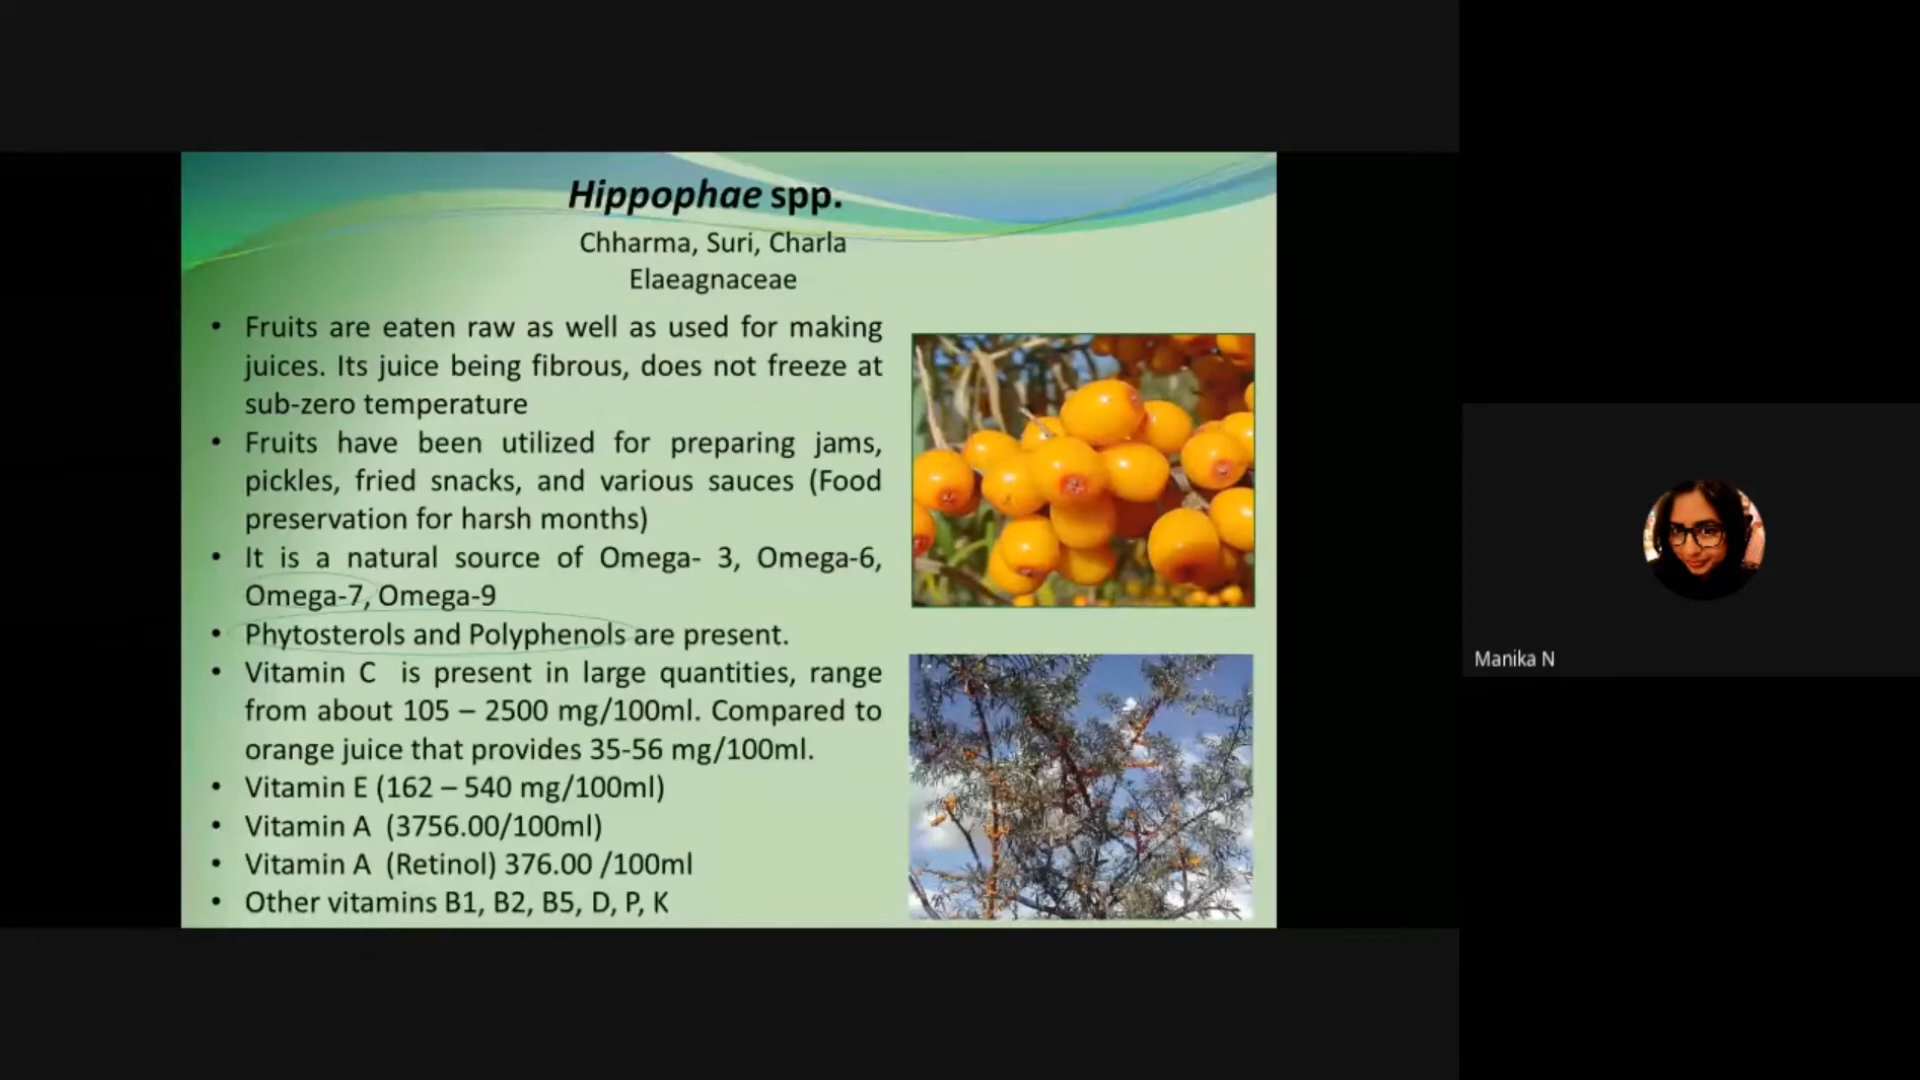 Hippophae spp.
Chharma, Suri, Charla
Elaeagnaceae
• Fruits are eaten raw as well as used for making
juices. Its juice being fibrous, does not freeze at
sub-zero temperature
• Fruits have been utilized for preparing jams,
pickles, fried snacks, and various sauces (Food
preservation for harsh months)
• It is a natural source of Omega- 3, Omega-6,
Omega-7, Omega-9
• Phytosterols and Polyphenols are present.
• Vitamin C is present in large quantities, range
from about 105 – 2500 mg/100ml. Compared to
orange juice that provides 35-56 mg/100ml.
• Vitamin E (162 – 540 mg/100ml)
• Vitamin A (3756.00/100ml)
• Vitamin A (Retinol) 376.00 /100ml
• Other vitamins B1, B2, B5, D, P, K
Manika N